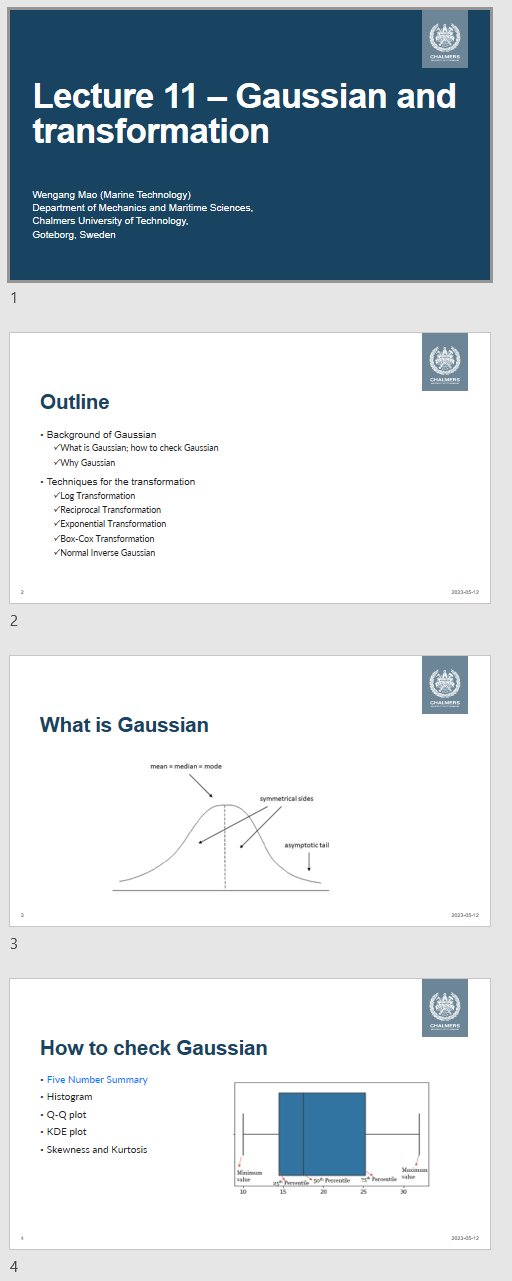 CHALMERS
Lecture 11 – Gaussian and
transformation
Wengang Mao (Marine Technology)
Department of Mechanics and Maritime Sciences,
Chalmers University of Technology,
Goteborg, Sweden
1
CHALMERS
Outline
• Background of Gaussian
✓What is Gaussian; how to check Gaussian
✓Why Gaussian
• Techniques for the transformation
✓Log Transformation
✓Reciprocal Transformation
✓Exponential Transformation
✓Box-Cox Transformation
✓Normal Inverse Gaussian
2 2023-05-12
2
CHALMERS
What is Gaussian
mean = median = mode
symmetrical sides
asymptotic tail
3 2023-05-12
3
CHALMERS
How to check Gaussian
• Five Number Summary
• Histogram
• Q-Q plot
• KDE plot
• Skewness and Kurtosis
Minimum
value
25th Percentile
50th Percentile
75th Percentile
Maximum
value
10 15 20 25 30
4 2023-05-12
4